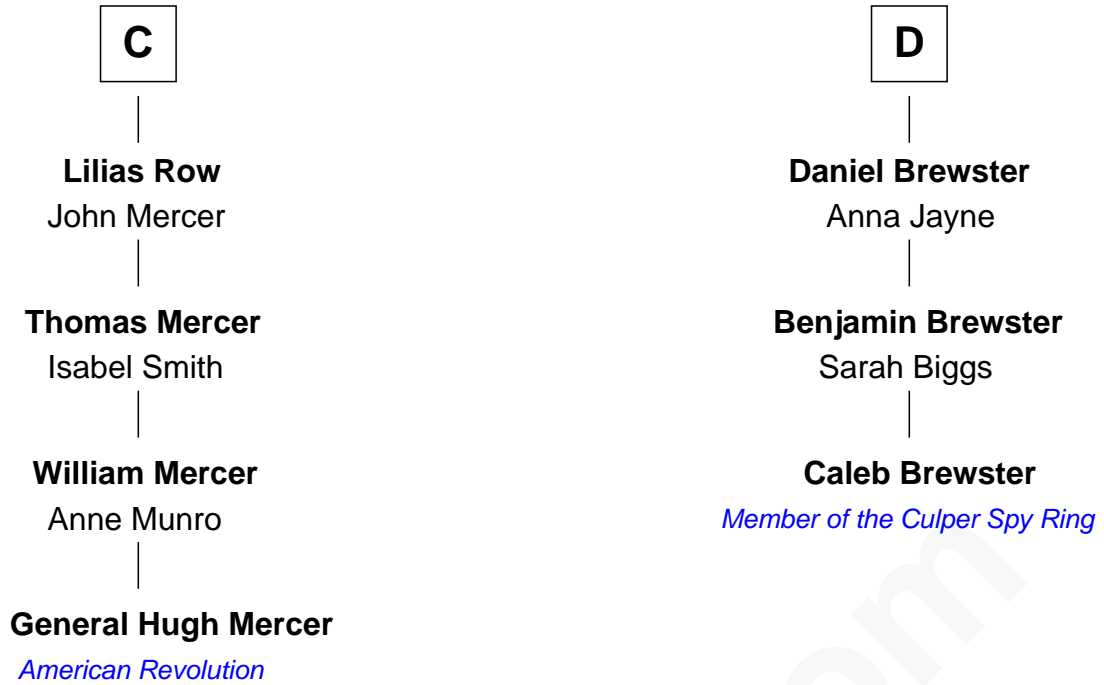 C
Lilias Row
John Mercer
Thomas Mercer
Isabel Smith
William Mercer
Anne Munro
General Hugh Mercer
American Revolution
D
Daniel Brewster
Anna Jayne
Benjamin Brewster
Sarah Biggs
Caleb Brewster
Member of the Culper Spy Ring